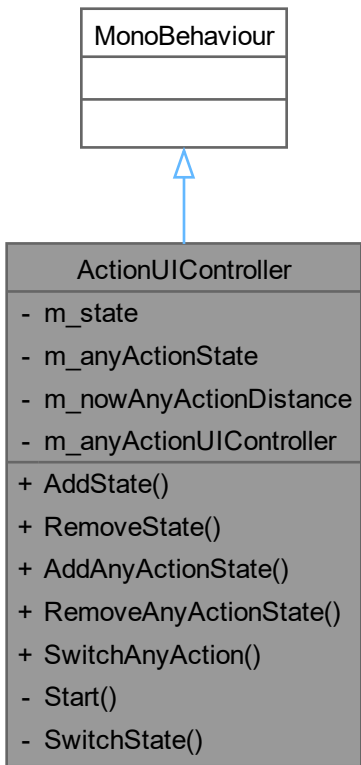 MonoBehaviour
ActionUIController
- m_state
- m_anyActionState
- m_nowAnyActionDistance
- m_anyActionUIController
+ AddState()
+ RemoveState()
+ AddAnyActionState()
+ RemoveAnyActionState()
+ SwitchAnyAction()
- Start()
- SwitchState()